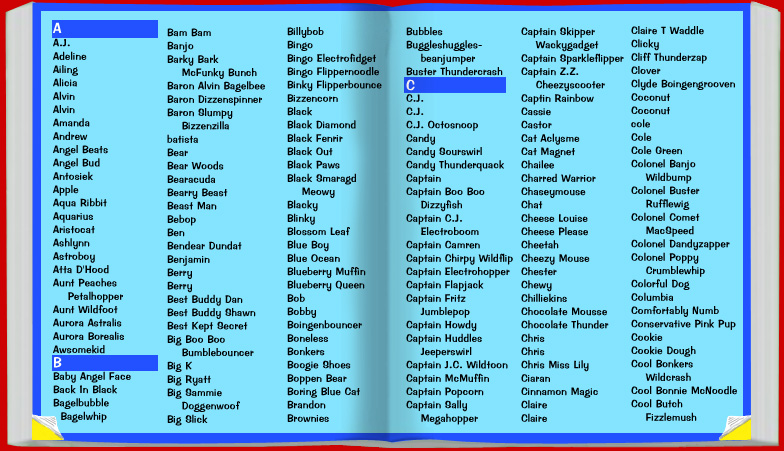 A
A.J.
Adeline
Ailing
Alicia
Alvin
Alvin
Amanda
Andrew
Angel Beats
Angel Bud
Antosiek
Apple
Aqua Ribbit
Aquarius
Aristocat
Ashlynn
Astroboy
Atta D'Hood
Aunt Peaches
Petalhopper
Aunt Wildfoot
Aurora Astralis
Aurora Borealis
Awsomekid
B
Baby Angel Face
Back In Black
Bagelbubble
Bagelwhip
Bam Bam
Banjo
Barky Bark
McFunky Bunch
Baron Alvin Bagelbee
Baron Dizzenspinner
Baron Slumpy
Bizzenzilla
batista
Bear
Bear Woods
Bearacuda
Bearry Beast
Beast Man
Bebop
Ben
Bendear Dundat
Benjamin
Berry
Berry
Best Buddy Dan
Best Buddy Shawn
Best Kept Secret
Big Boo Boo
Bumblebouncer
Big K
Big Ryatt
Big Sammie
Doggenwoof
Big Slick
Billybob
Bingo
Bingo Electrofidget
Bingo Flippernoodle
Binky Flipperbounce
Bizzencorn
Black
Black Diamond
Black Fenrir
Black Out
Black Paws
Black Smaragd
Meowy
Blacky
Blinky
Blossom Leaf
Blue Boy
Blue Ocean
Blueberry Muffin
Blueberry Queen
Bob
Bobby
Boingenbouncer
Boneless
Bonkers
Boogie Shoes
Boppen Bear
Boring Blue Cat
Brandon
Brownies
Bubbles
Buggleshuggles-
beanjumper
Buster Thundercrash
C
C.J.
C.J.
C.J. Octosnoop
Candy
Candy Sourswirl
Candy Thunderquack
Captain
Captain Boo Boo
Dizzyfish
Captain C.J.
Electroboom
Captain Camren
Captain Chirpy Wildflip
Captain Electrohopper
Captain Flapjack
Captain Fritz
Jumblepop
Captain Howdy
Captain Huddles
Jeeperswirl
Captain J.C. Wildtoon
Captain McMuffin
Captain Popcorn
Captain Sally
Megahopper
Captain Skipper
Wackygadget
Captain Sparkleflipper
Captain Z.Z.
Cheezyscooter
Captin Rainbow
Cassie
Castor
Cat Aclysme
Cat Magnet
Chailee
Charred Warrior
Chaseymouse
Chat
Cheese Louise
Cheese Please
Cheetah
Cheezy Mouse
Chester
Chewy
Chilliekins
Chocolate Mousse
Chocolate Thunder
Chris
Chris
Chris Miss Lily
Ciaran
Cinnamon Magic
Claire
Claire
Claire T Waddle
Clicky
Cliff Thunderzap
Clover
Clyde Boingengrooven
Coconut
Coconut
cole
Cole
Cole Green
Colonel Banjo
Wildbump
Colonel Buster
Rufflewig
Colonel Comet
MacSpeed
Colonel Dandyzapper
Colonel Poppy
Crumblewhip
Colorful Dog
Columbia
Comfortably Numb
Conservative Pink Pup
Cookie
Cookie Dough
Cool Bonkers
Wildcrash
Cool Bonnie McNoodle
Cool Butch
Fizzlemush